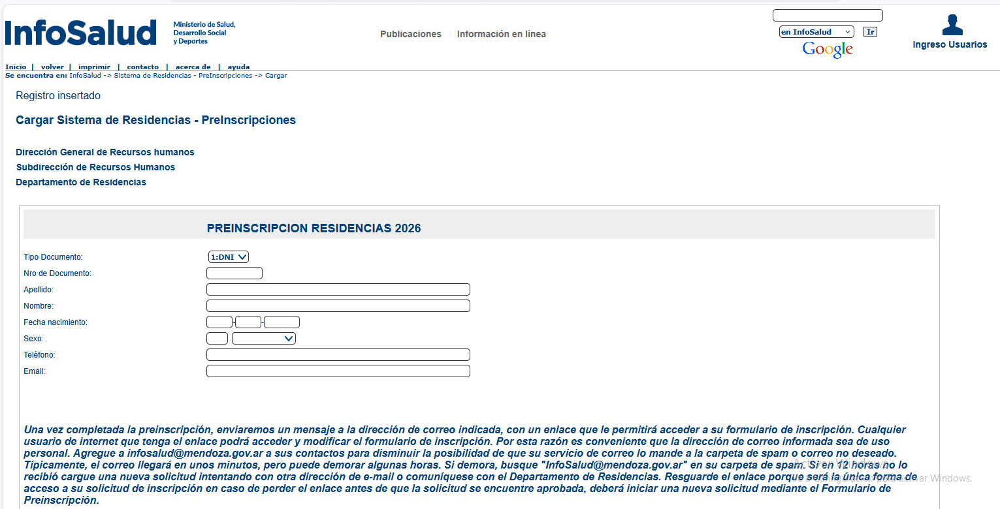 InfoSalud
Ministerio de Salud,
Desarrollo Social
y Deportes
Publicaciones Información en línea
en InfoSalud Ir
Google
Ingreso Usuarios
Inicio | volver | imprimir | contacto | acerca de | ayuda
Se encuentra en: InfoSalud -> Sistema de Residencias - PreInscripciones -> Cargar
Registro insertado
Cargar Sistema de Residencias - PreInscripciones
Dirección General de Recursos humanos
Subdirección de Recursos Humanos
Departamento de Residencias
PREINSCRIPCION RESIDENCIAS 2026
Tipo Documento: 1:DNI
Nro de Documento:
Apellido:
Nombre:
Fecha nacimiento: - -
Sexo:
Teléfono:
Email:
Una vez completada la preinscripción, enviaremos un mensaje a la dirección de correo indicada, con un enlace que le permitirá acceder a su formulario de inscripción. Cualquier
usuario de internet que tenga el enlace podrá acceder y modificar el formulario de inscripción. Por esta razón es conveniente que la dirección de correo informada sea de uso
personal. Agregue a infosalud@mendoza.gov.ar a sus contactos para disminuir la posibilidad de que su servicio de correo lo mande a la carpeta de spam o correo no deseado.
Típicamente, el correo llegará en unos minutos, pero puede demorar algunas horas. Si demora, busque "InfoSalud@mendoza.gov.ar" en su carpeta de spam. Si en 12 horas no lo
recibió cargue una nueva solicitud intentando con otra dirección de e-mail o comuníquese con el Departamento de Residencias. Resguarde el enlace porque será la única forma de
acceso a su solicitud de inscripción en caso de perder el enlace antes de que la solicitud se encuentre aprobada, deberá iniciar una nueva solicitud mediante el Formulario de
Preinscripción.
Activar Windows
Ve a Configuración para activar Windows.